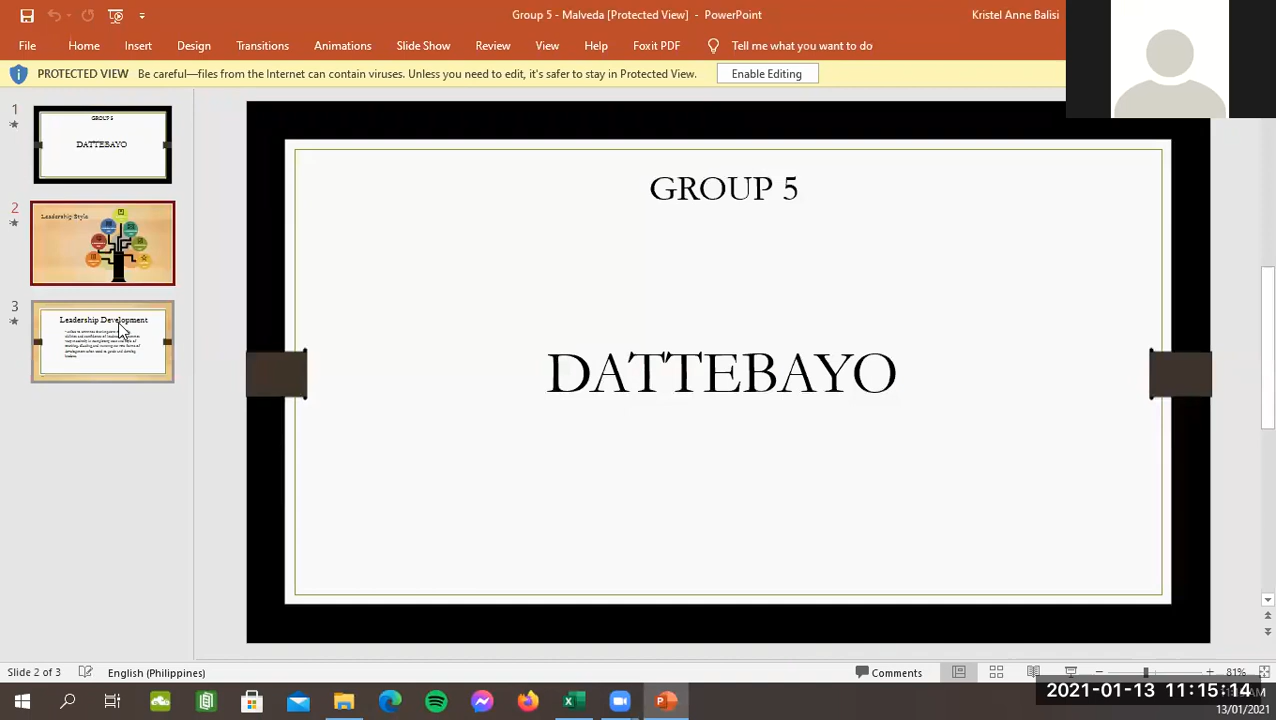 Group 5 - Malveda [Protected View] - PowerPoint
Kristel Anne Balisi
File
Home
Insert
Design
Transitions
Animations
Slide Show
Review
View
Help
Foxit PDF
Tell me what you want to do
PROTECTED VIEW
Be careful—files from the Internet can contain viruses. Unless you need to edit, it's safer to stay in Protected View.
Enable Editing
1
GROUP 5
DATTEBAYO
2
Leadership Style
3
Leadership Development
GROUP 5
DATTEBAYO
Slide 2 of 3
English (Philippines)
Comments
81%
2021-01-13 11:15:14
13/01/2021